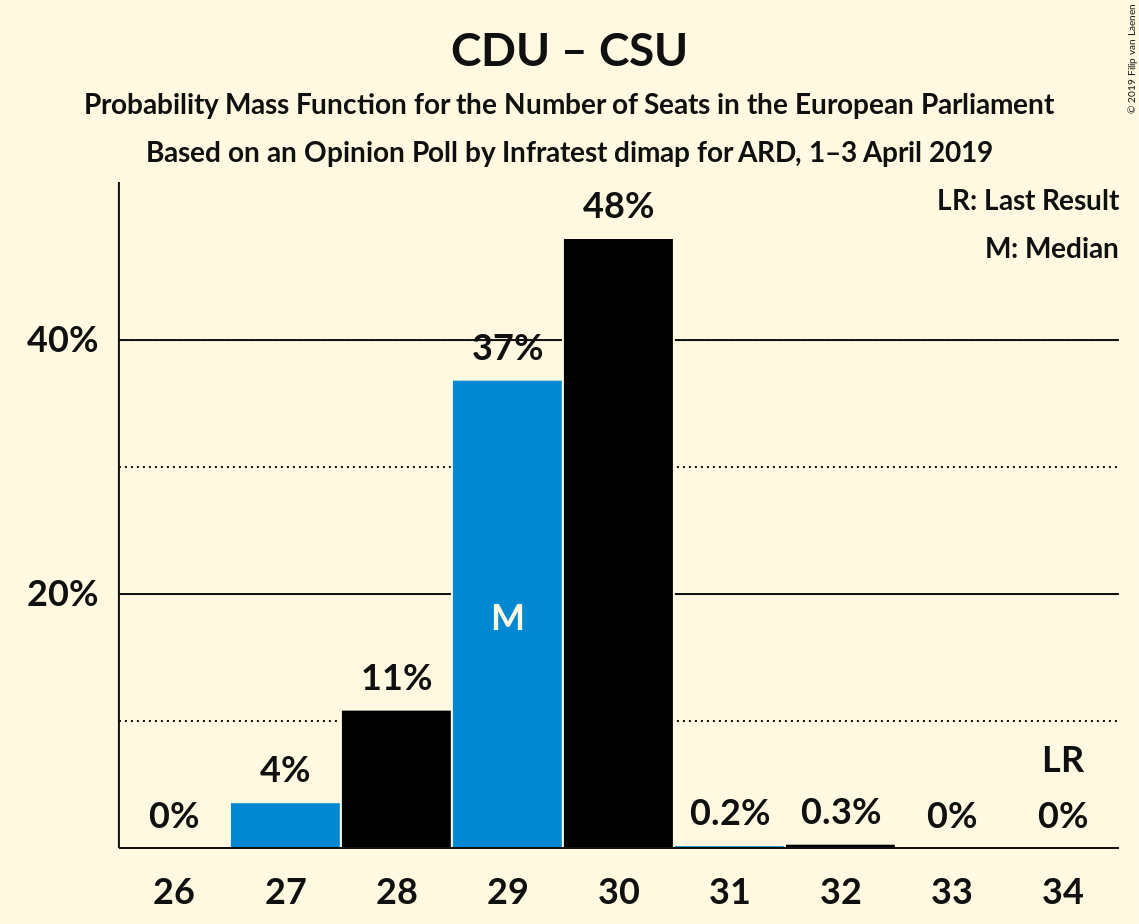 CDU – CSU
Probability Mass Function for the Number of Seats in the European Parliament
Based on an Opinion Poll by Infratest dimap for ARD, 1–3 April 2019
© 2019 Filip van Laenen
LR: Last Result
M: Median
48%
40%
37%
20%
M
11%
4%
LR
0%
0.2%
0.3%
0%
0%
26 27 28 29 30 31 32 33 34